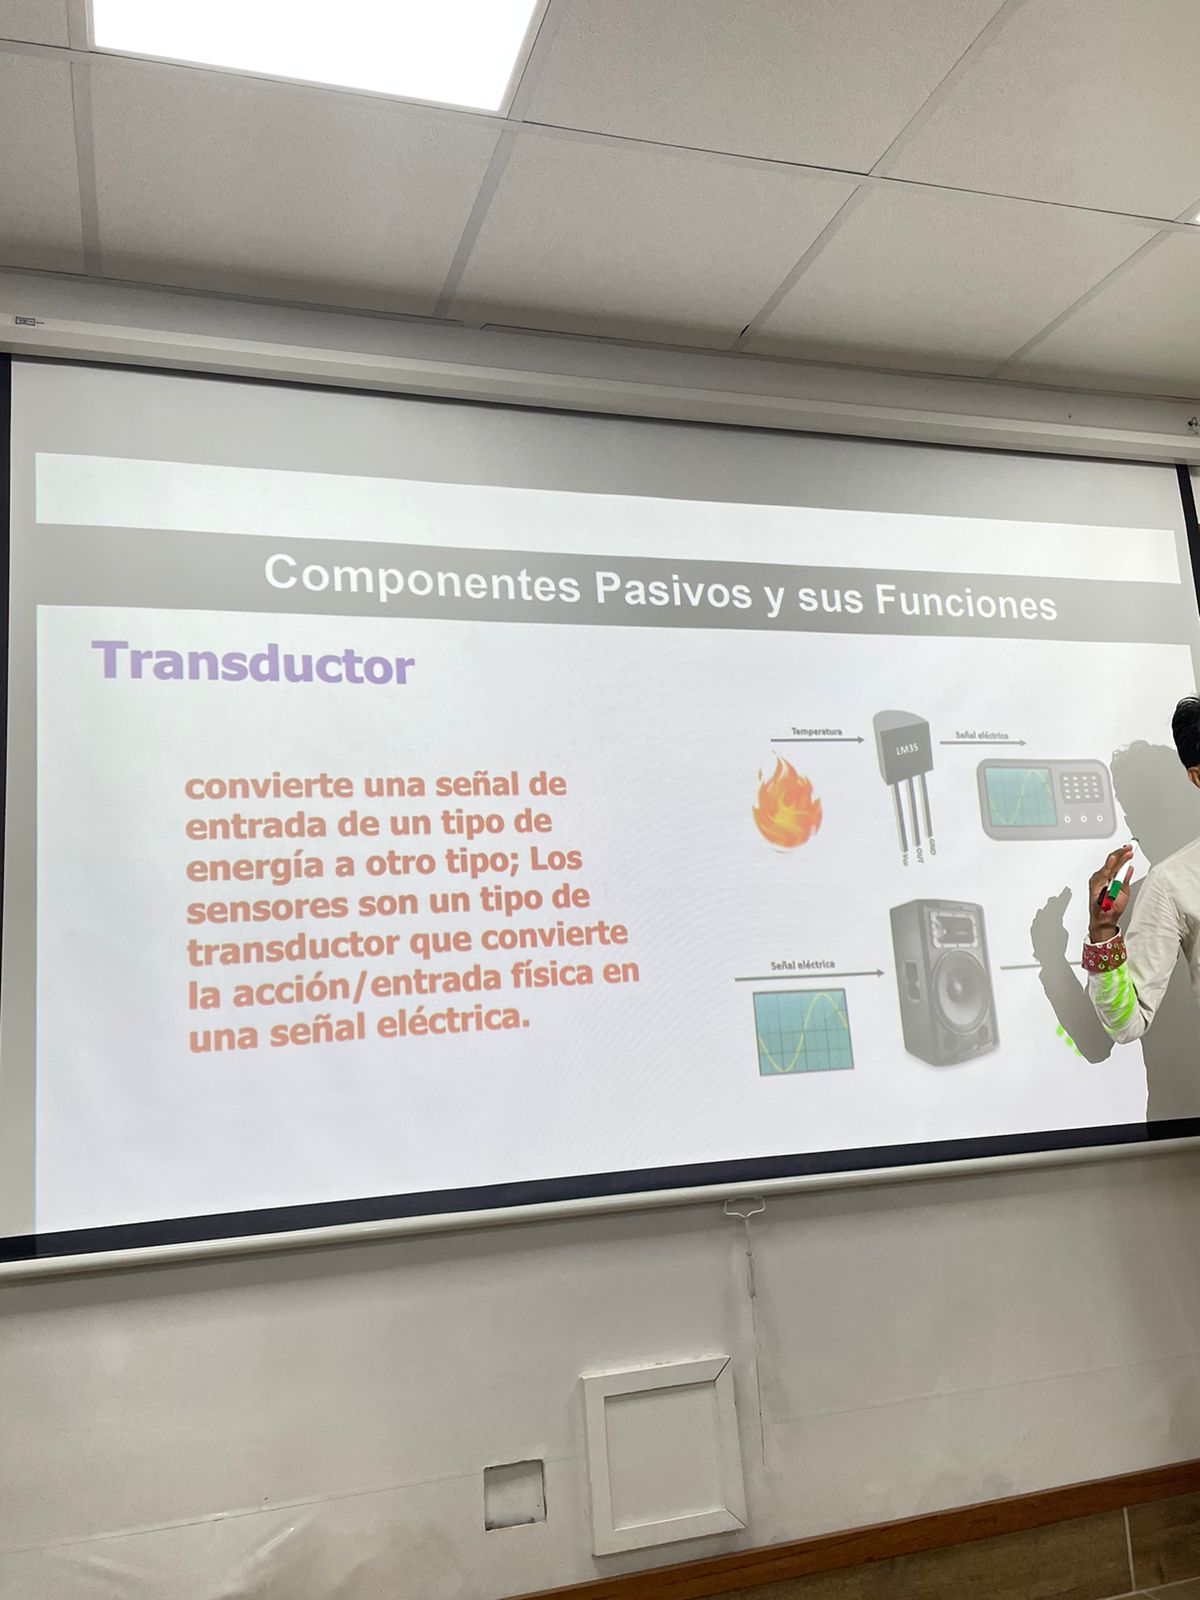 Componentes Pasivos y sus Funciones
Transductor
convierte una señal de
entrada de un tipo de
energía a otro tipo; Los
sensores son un tipo de
transductor que convierte
la acción/entrada física en
una señal eléctrica.
Temperatura
LM35
Señal eléctrica
OUT
GND
Señal eléctrica